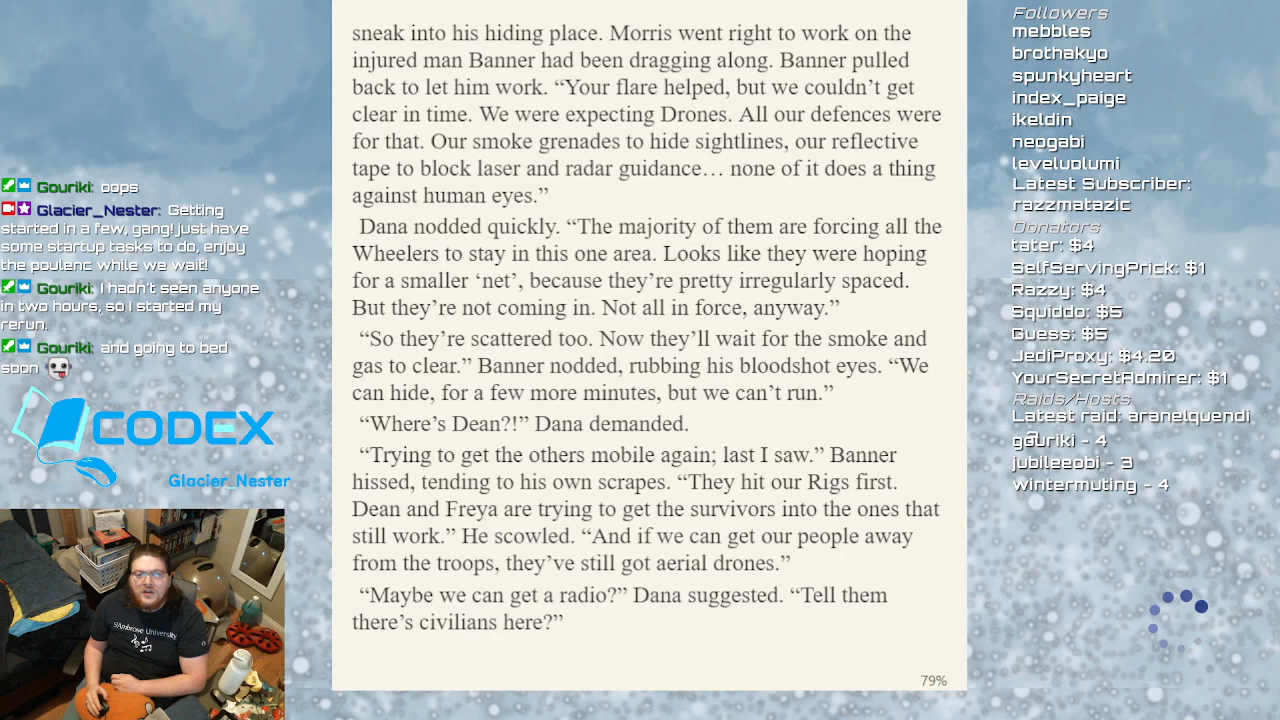 Gouriki: oops
Glacier_Nester: Getting
started in a few, gang! just have
some startup tasks to do, enjoy
the poulenc while we wait!
Gouriki: I hadn't seen anyone
in two hours, so I started my
rerun.
Gouriki: and going to bed
soon
CODEX
Glacier_Nester
SAmbrose University
sneak into his hiding place. Morris went right to work on the
injured man Banner had been dragging along. Banner pulled
back to let him work. “Your flare helped, but we couldn’t get
clear in time. We were expecting Drones. All our defences were
for that. Our smoke grenades to hide sightlines, our reflective
tape to block laser and radar guidance… none of it does a thing
against human eyes.”
Dana nodded quickly. “The majority of them are forcing all the
Wheelers to stay in this one area. Looks like they were hoping
for a smaller ‘net’, because they’re pretty irregularly spaced.
But they’re not coming in. Not all in force, anyway.”
“So they’re scattered too. Now they’ll wait for the smoke and
gas to clear.” Banner nodded, rubbing his bloodshot eyes. “We
can hide, for a few more minutes, but we can’t run.”
“Where’s Dean?!” Dana demanded.
“Trying to get the others mobile again; last I saw.” Banner
hissed, tending to his own scrapes. “They hit our Rigs first.
Dean and Freya are trying to get the survivors into the ones that
still work.” He scowled. “And if we can get our people away
from the troops, they’ve still got aerial drones.”
“Maybe we can get a radio?” Dana suggested. “Tell them
there’s civilians here?”
79%
Followers
mebbles
brothakyo
spunkyheart
index_paige
ikeldin
neogabi
leveluolumi
Latest Subscriber:
razzmatazic
Donators
tater: $4
SelfServingPrick: $1
Razzy: $4
Squiddo: $5
Guess: $5
JediProxy: $4.20
YourSecretAdmirer: $1
Raids/Hosts
Latest raid: aranelquendi
gouriki - 4
jubileeobi - 3
wintermuting - 4